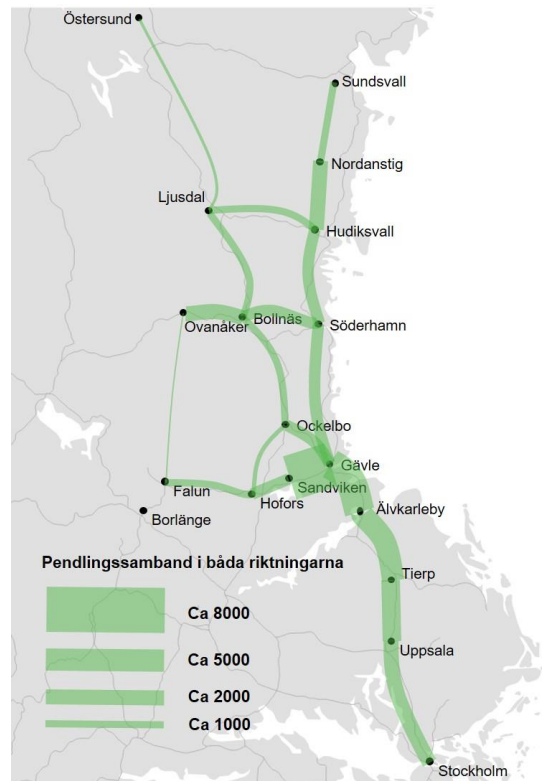 Östersund
Sundsvall
Nordanstig
Ljusdal
Hudiksvall
Ovanåker
Bollnäs
Söderhamn
Ockelbo
Gävle
Sandviken
Falun
Hofors
Älvkarleby
Borlänge
Pendlingssamband i båda riktningarna
Tierp
Ca 8000
Ca 5000
Uppsala
Ca 2000
Ca 1000
Stockholm